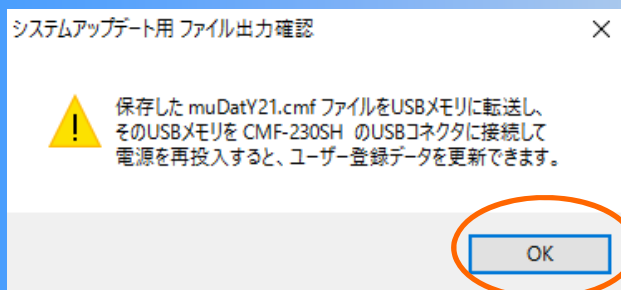 システムアップデート用 ファイル出力確認
保存した muDatY21.cmf ファイルをUSBメモリに転送し、
そのUSBメモリを CMF-230SH のUSBコネクタに接続して
電源を再投入すると、ユーザー登録データを更新できます。
OK